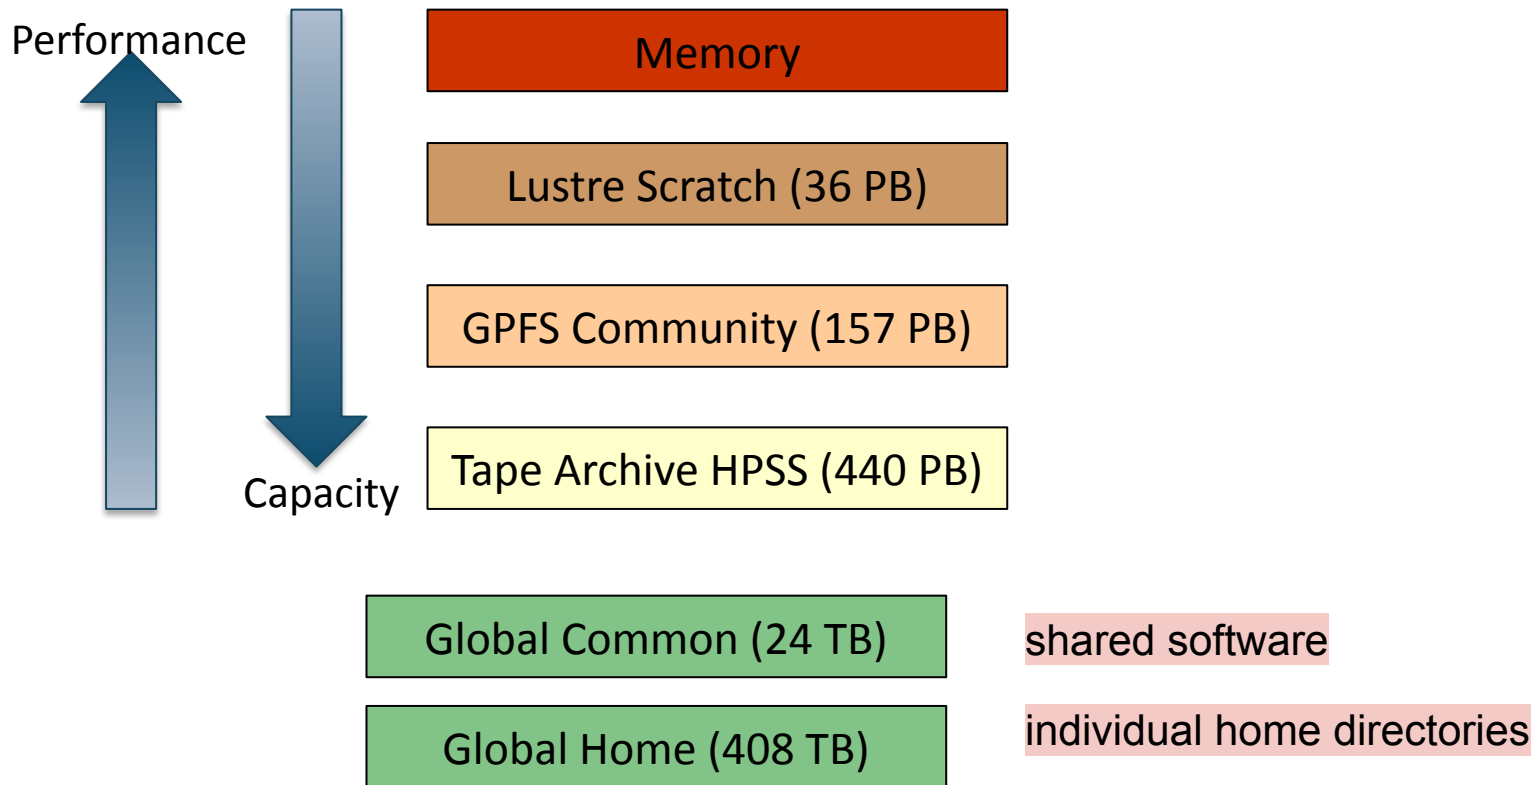 Performance
Memory
Lustre Scratch (36 PB)
GPFS Community (157 PB)
Tape Archive HPSS (440 PB)
Capacity
Global Common (24 TB)
shared software
Global Home (408 TB)
individual home directories